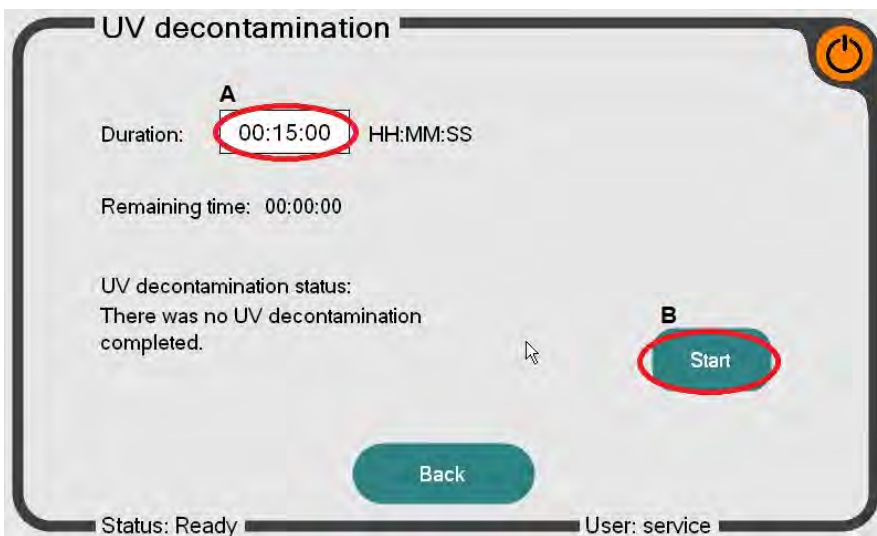 UV decontamination
A
Duration: 00:15:00 HH:MM:SS
Remaining time: 00:00:00
UV decontamination status:
There was no UV decontamination
completed.
B
Start
Back
Status: Ready User: service